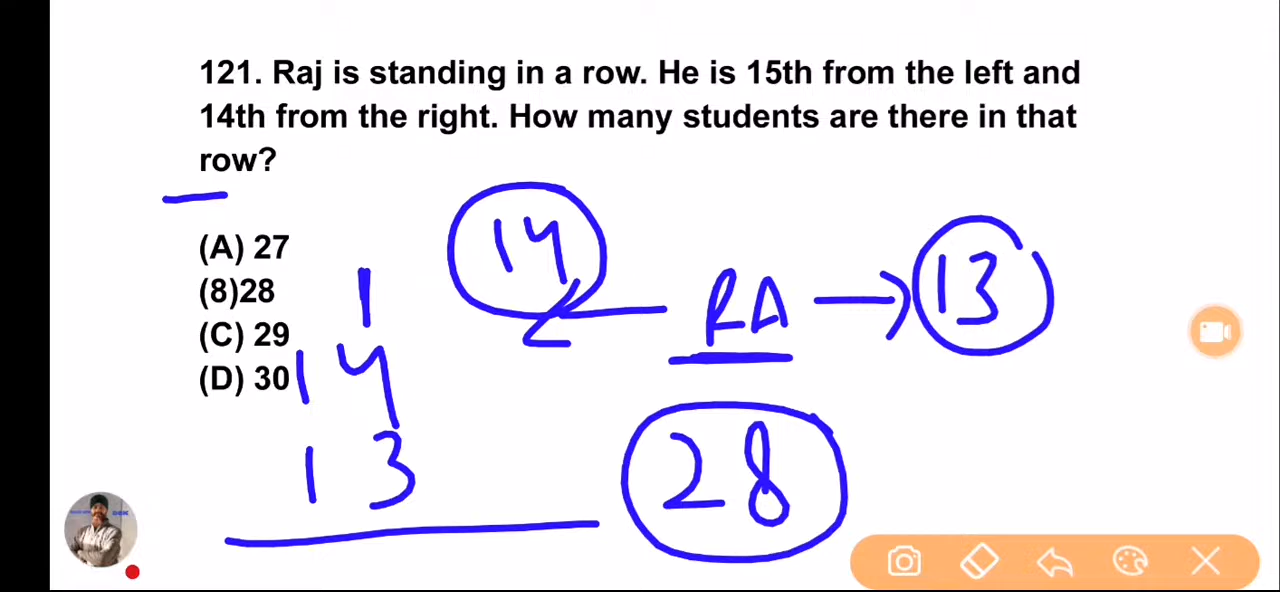 121. Raj is standing in a row. He is 15th from the left and
14th from the right. How many students are there in that
row?
(A) 27
(8)28
(C) 29
(D) 30
14
RA
13
1
14
13
28